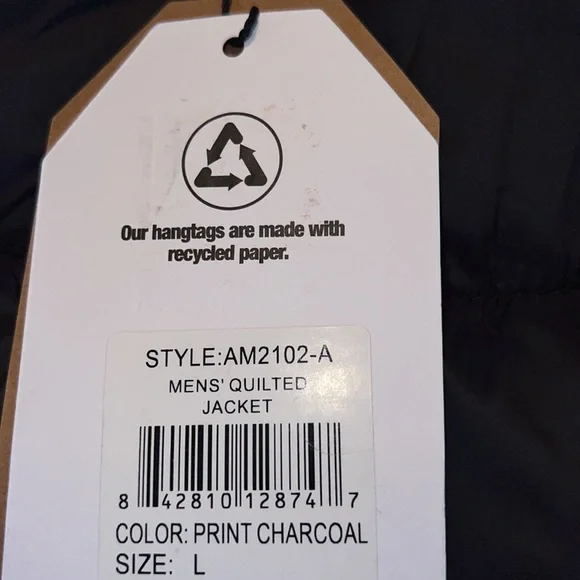 Our hangtags are made with
recycled paper.
STYLE:AM2102-A
MENS' QUILTED
JACKET
8 42810 12874 7
COLOR: PRINT CHARCOAL
SIZE: L